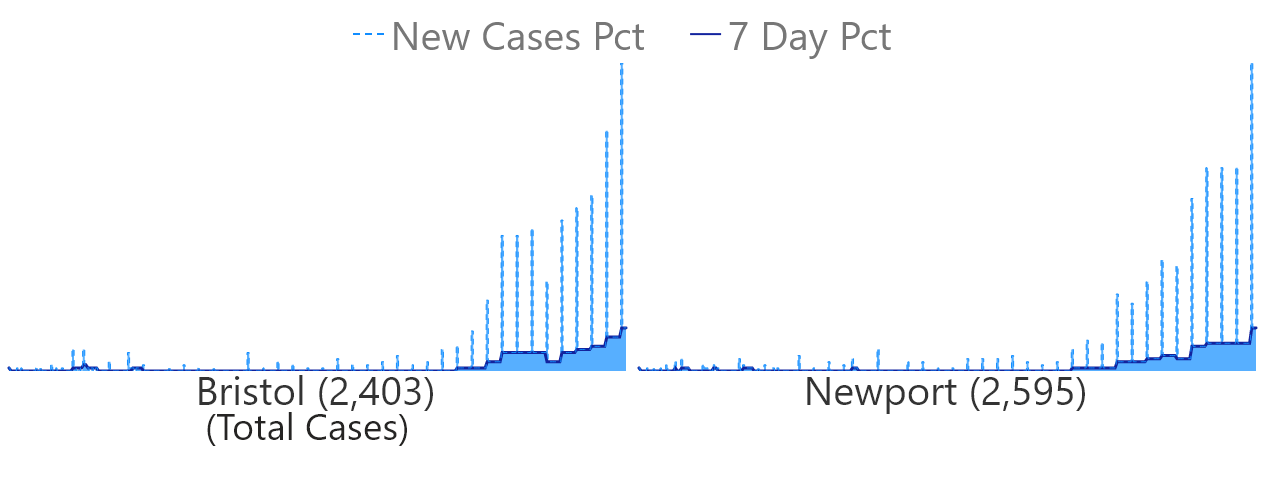 New Cases Pct 7 Day Pct
Bristol (2,403) Newport (2,595)
(Total Cases)